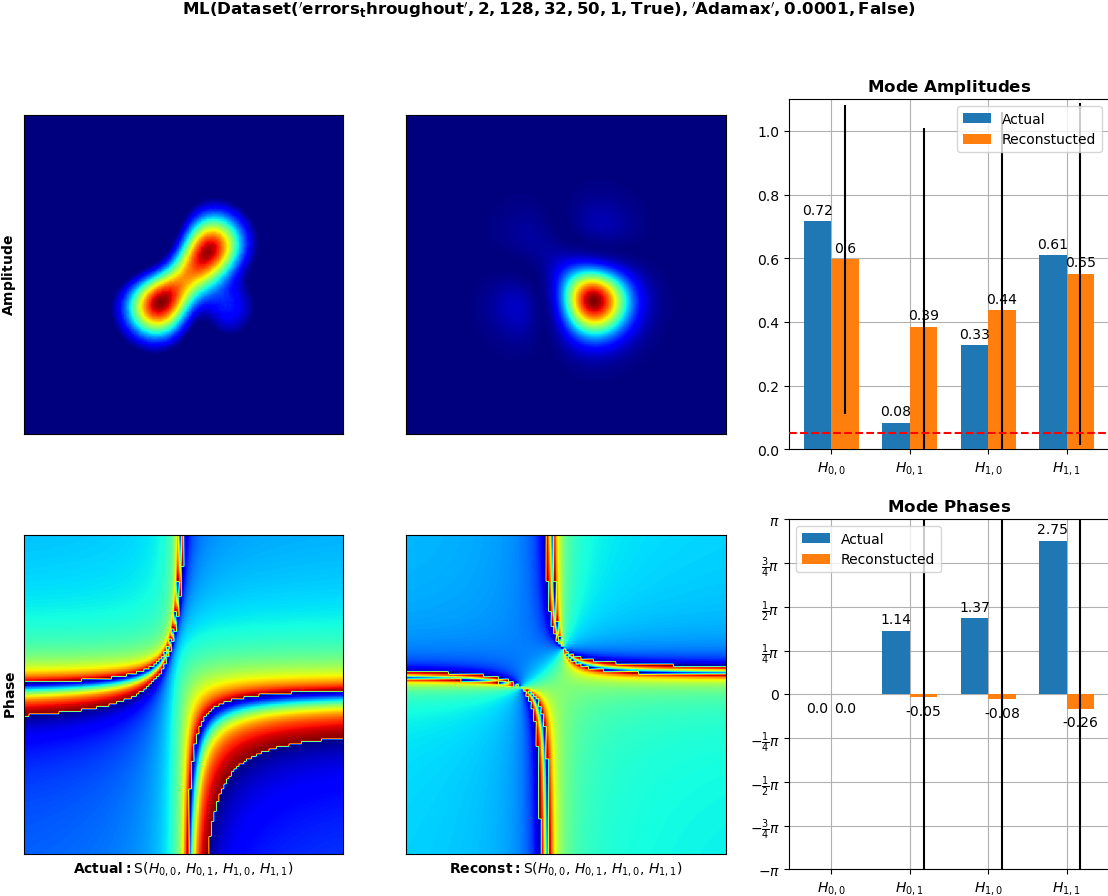 ML(Dataset('errors_throughout', 2, 128, 32, 50, 1, True), 'Adamax', 0.0001, False)
Mode Amplitudes
Actual
Reconstucted
1.0
0.8
0.6
0.4
0.2
0.0
0.72
0.6
0.08
0.39
0.33
0.44
0.61
0.55
H0,0
H0,1
H1,0
H1,1
Amplitude
Mode Phases
Actual
Reconstucted
π
3/4π
1/2π
1/4π
0
−1/4π
−1/2π
−3/4π
−π
0.0
0.0
1.14
-0.05
1.37
-0.08
2.75
-0.26
H0,0
H0,1
H1,0
H1,1
Phase
Actual: S(H0,0, H0,1, H1,0, H1,1)
Reconst: S(H0,0, H0,1, H1,0, H1,1)